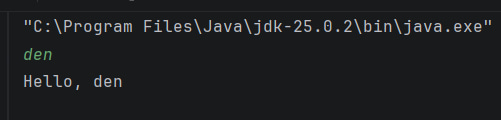 "C:\Program Files\Java\jdk-25.0.2\bin\java.exe"
den
Hello, den